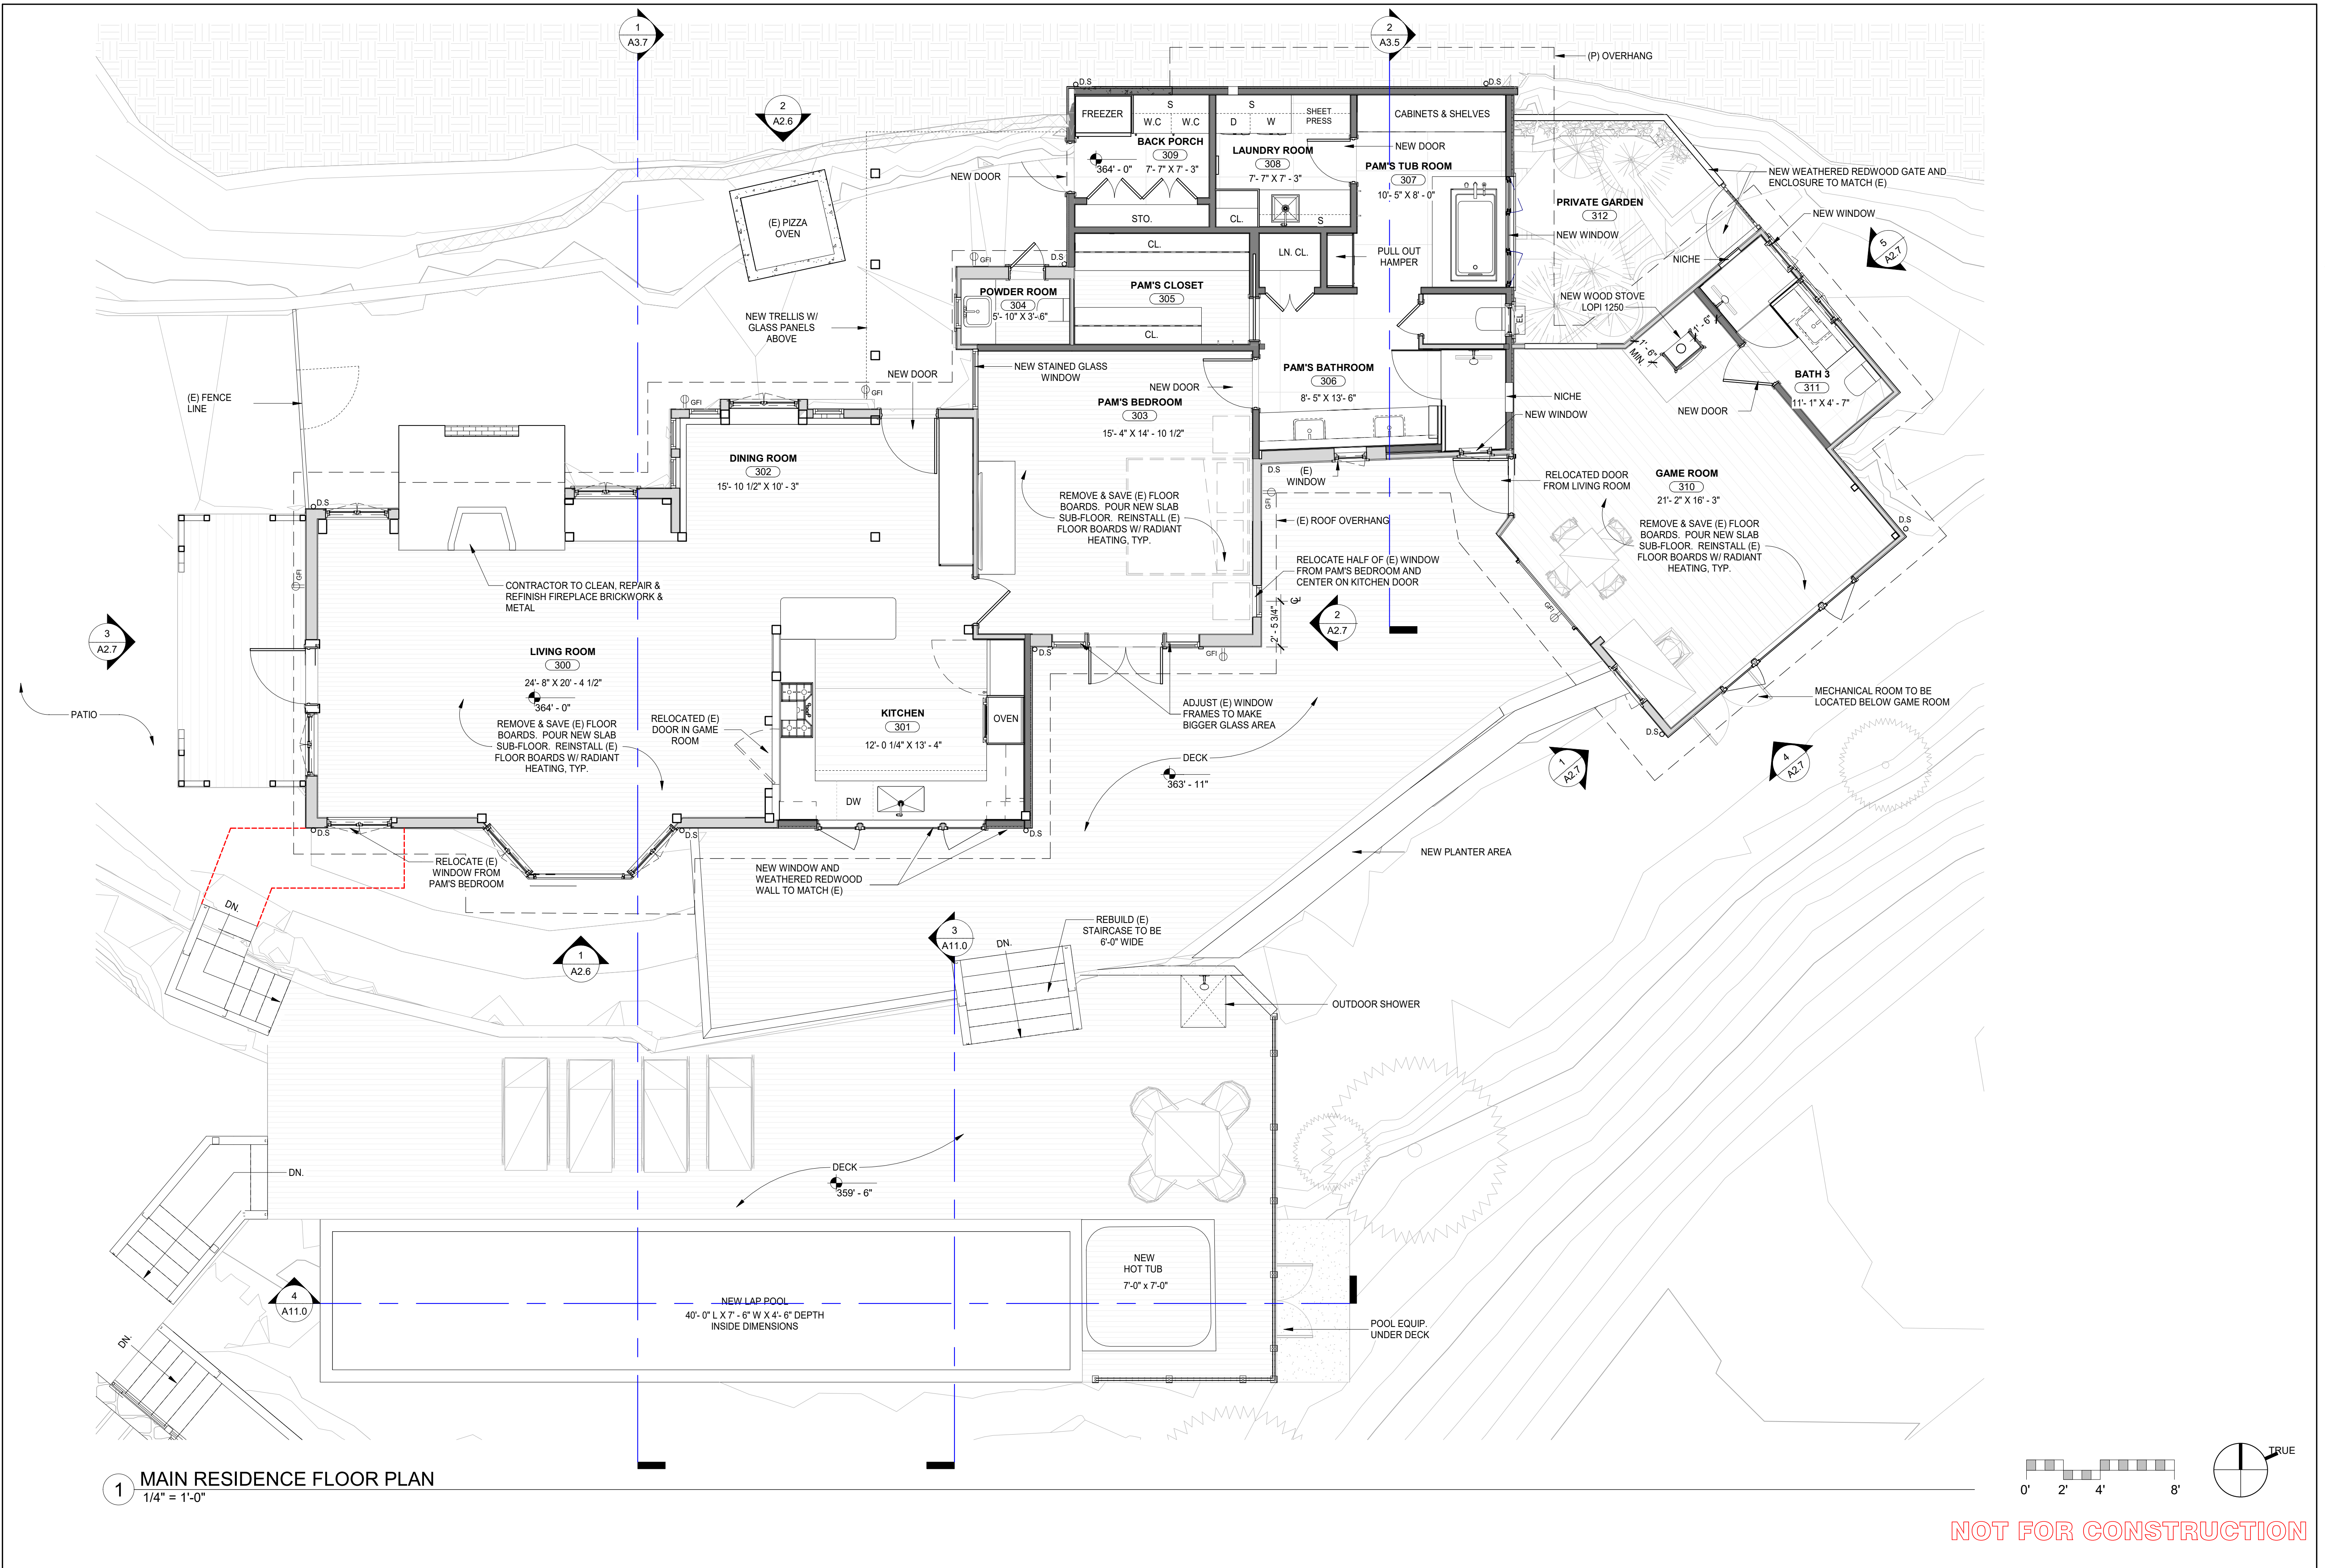 1
A3.7
2
A3.5
(P) OVERHANG
D.S
D.S
2
A2.6
FREEZER
S
W.C
W.C
S
D
W
SHEET
PRESS
CABINETS & SHELVES
BACK PORCH
309
7'- 7" X 7' - 3"
364' - 0"
LAUNDRY ROOM
308
7'- 7" X 7' - 3"
NEW DOOR
PAM'S TUB ROOM
307
10'- 5" X 8' - 0"
NEW DOOR
STO.
CL.
S
NEW WEATHERED REDWOOD GATE AND
ENCLOSURE TO MATCH (E)
PRIVATE GARDEN
312
NEW WINDOW
NEW WINDOW
5
A2.7
(E) PIZZA
OVEN
GFI
D.S
CL.
LN. CL.
PULL OUT
HAMPER
NICHE
POWDER ROOM
304
5'- 10" X 3'-.6"
PAM'S CLOSET
305
CL.
NEW WOOD STOVE
LOPI 1250
1' - 6"
1' - 6"
MIN.
EL
NEW TRELLIS W/
GLASS PANELS
ABOVE
NEW STAINED GLASS
WINDOW
NEW DOOR
NEW DOOR
PAM'S BATHROOM
306
8'- 5" X 13'- 6"
BATH 3
311
11'- 1" X 4' - 7"
NEW DOOR
(E) FENCE
LINE
GFI
GFI
PAM'S BEDROOM
303
15'- 4" X 14' - 10 1/2"
NICHE
NEW WINDOW
DINING ROOM
302
15'- 10 1/2" X 10' - 3"
D.S
(E)
WINDOW
GFI
RELOCATED DOOR
FROM LIVING ROOM
GAME ROOM
310
21'- 2" X 16' - 3"
D.S
REMOVE & SAVE (E) FLOOR
BOARDS. POUR NEW SLAB
SUB-FLOOR. REINSTALL (E)
FLOOR BOARDS W/ RADIANT
HEATING, TYP.
(E) ROOF OVERHANG
REMOVE & SAVE (E) FLOOR
BOARDS. POUR NEW SLAB
SUB-FLOOR. REINSTALL (E)
FLOOR BOARDS W/ RADIANT
HEATING, TYP.
D.S
GFI
CONTRACTOR TO CLEAN, REPAIR &
REFINISH FIREPLACE BRICKWORK &
METAL
RELOCATE HALF OF (E) WINDOW
FROM PAM'S BEDROOM AND
CENTER ON KITCHEN DOOR
2' - 5 3/4"
GFI
2
A2.7
3
A2.7
LIVING ROOM
300
24'- 8" X 20' - 4 1/2"
364' - 0"
D.S
GFI
PATIO
REMOVE & SAVE (E) FLOOR
BOARDS. POUR NEW SLAB
SUB-FLOOR. REINSTALL (E)
FLOOR BOARDS W/ RADIANT
HEATING, TYP.
RELOCATED (E)
DOOR IN GAME
ROOM
KITCHEN
301
12'- 0 1/4" X 13' - 4"
OVEN
ADJUST (E) WINDOW
FRAMES TO MAKE
BIGGER GLASS AREA
MECHANICAL ROOM TO BE
LOCATED BELOW GAME ROOM
D.S
DECK
363' - 11"
1
A2.7
4
A2.7
DW
D.S
D.S
D.S
RELOCATE (E)
WINDOW FROM
PAM'S BEDROOM
NEW WINDOW AND
WEATHERED REDWOOD
WALL TO MATCH (E)
NEW PLANTER AREA
DN.
1
A2.6
3
A11.0
DN.
REBUILD (E)
STAIRCASE TO BE
6'-0" WIDE
OUTDOOR SHOWER
DN.
DECK
359' - 6"
NEW
HOT TUB
7'-0" x 7'-0"
4
A11.0
NEW LAP POOL
40'- 0" L X 7' - 6" W X 4'- 6" DEPTH
INSIDE DIMENSIONS
POOL EQUIP.
UNDER DECK
DN.
1
MAIN RESIDENCE FLOOR PLAN
1/4" = 1'-0"
0'
2'
4'
8'
TRUE
NOT FOR CONSTRUCTION